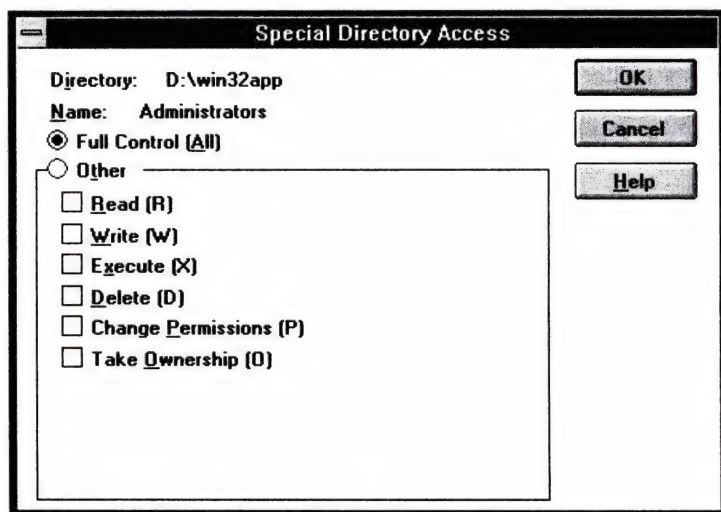 Special Directory Access
Directory: D:\win32app
Name: Administrators
Full Control (All)
Other
Read (R)
Write (W)
Execute (X)
Delete (D)
Change Permissions (P)
Take Ownership (O)
OK
Cancel
Help